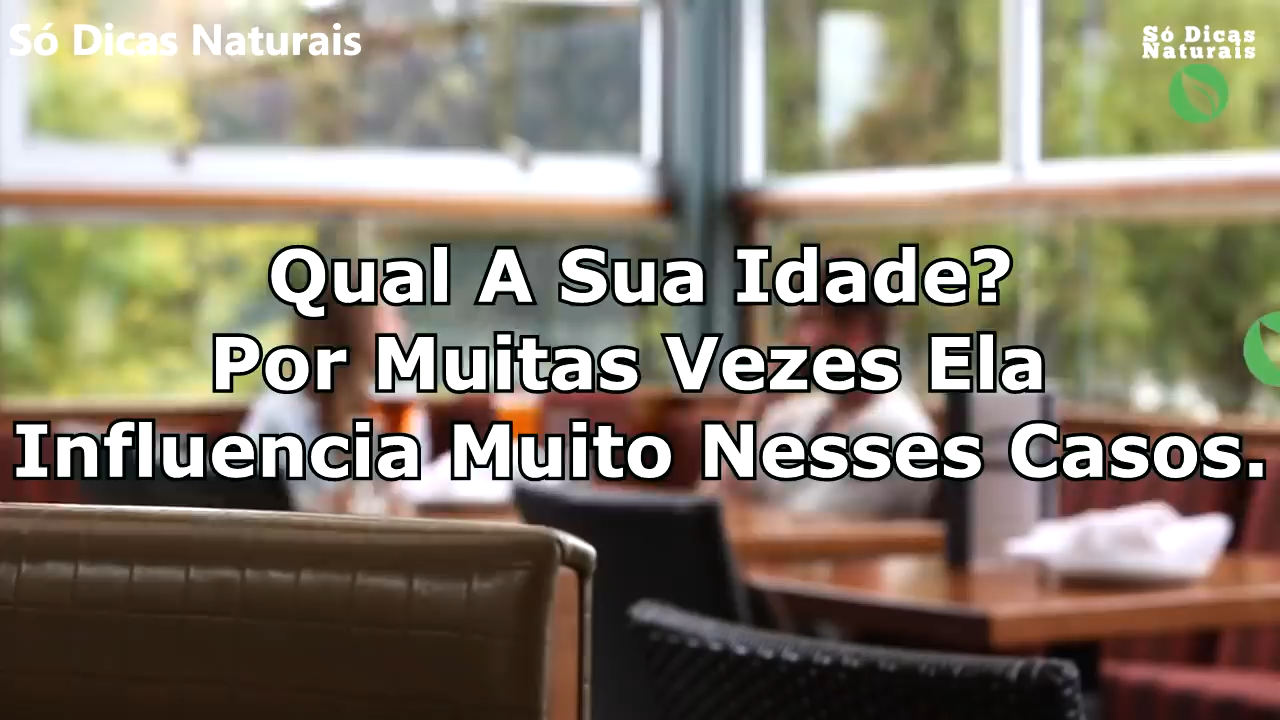 Só Dicas Naturais
Só Dicas
Naturais
Qual A Sua Idade?
Por Muitas Vezes Ela
Influencia Muito Nesses Casos.